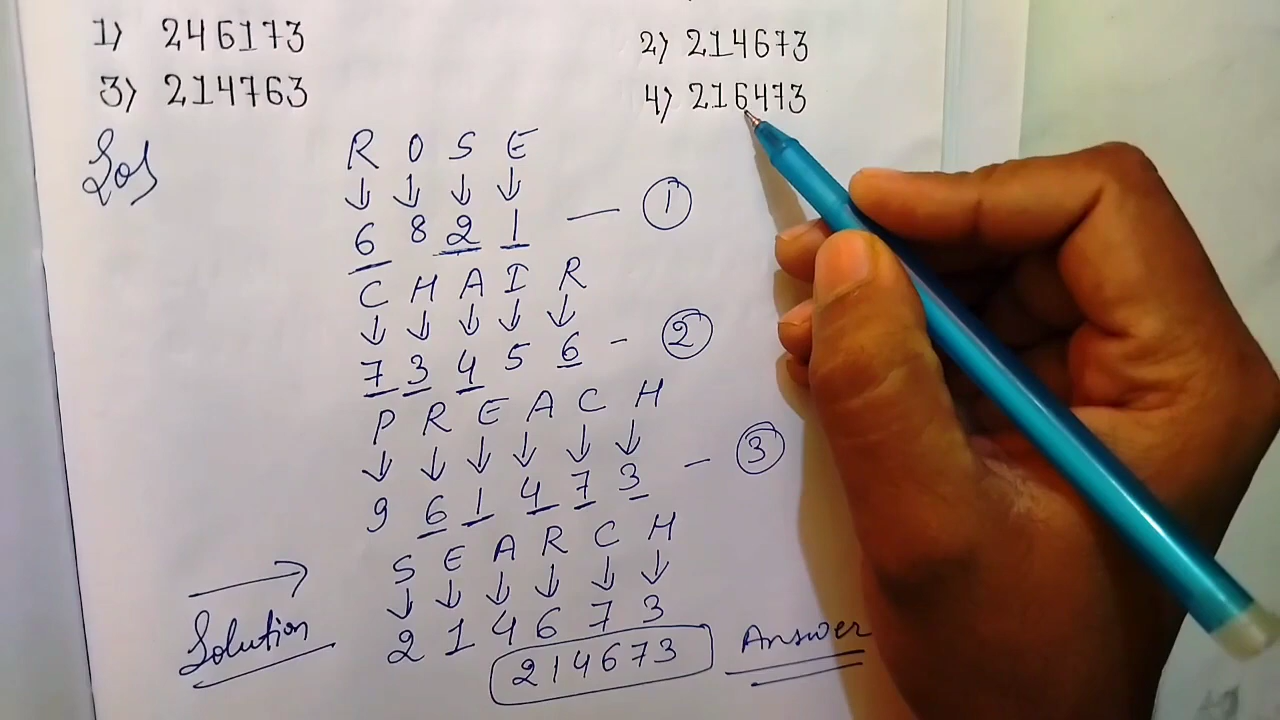 1) 246173 2) 214673
3) 214763 4) 216473
Sol
R O S E
↓ ↓ ↓ ↓
6 8 2 1 — ①
C H A I R
↓ ↓ ↓ ↓ ↓
7 3 4 5 6 - ②
P R E A C H
↓ ↓ ↓ ↓ ↓ ↓
9 6 1 4 7 3 - ③
S E A R C H
→ ↓ ↓ ↓ ↓ ↓ ↓
Solution 2 1 4 6 7 3
214673 Answer